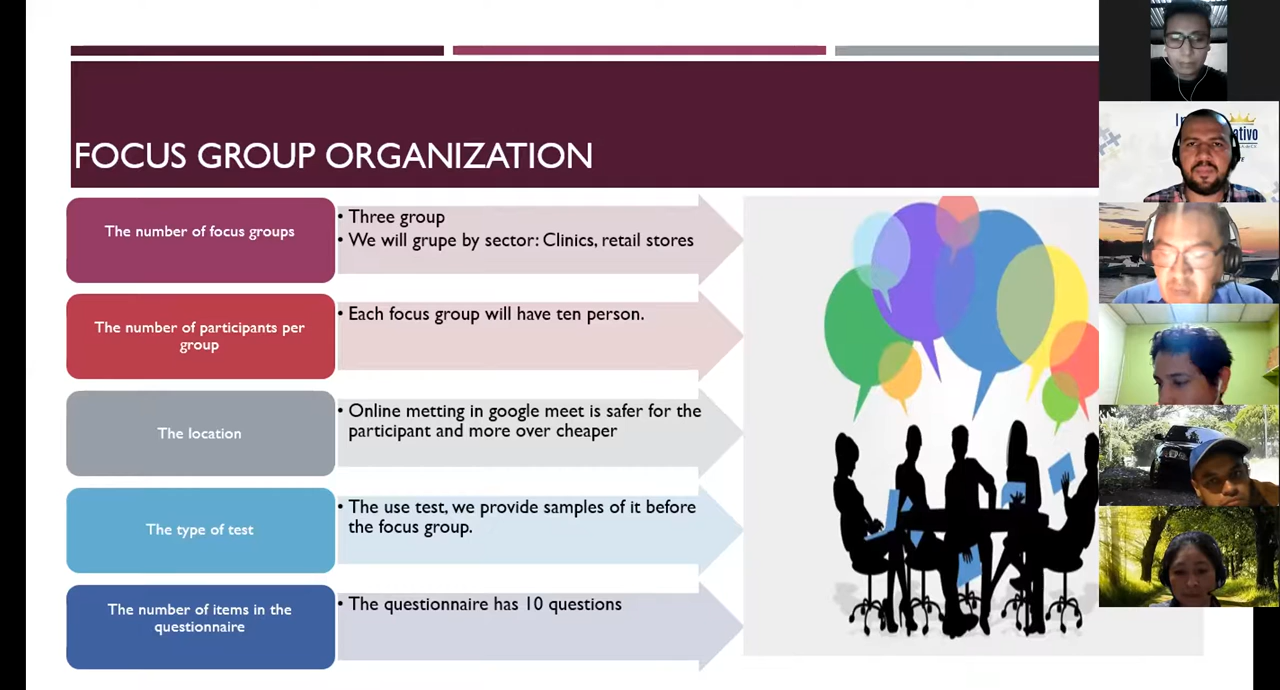 FOCUS GROUP ORGANIZATION
The number of focus groups
• Three group
• We will grupe by sector: Clinics, retail stores
The number of participants per
group
• Each focus group will have ten person.
The location
• Online metting in google meet is safer for the
participant and more over cheaper
The type of test
• The use test, we provide samples of it before
the focus group.
The number of items in the
questionnaire
• The questionnaire has 10 questions